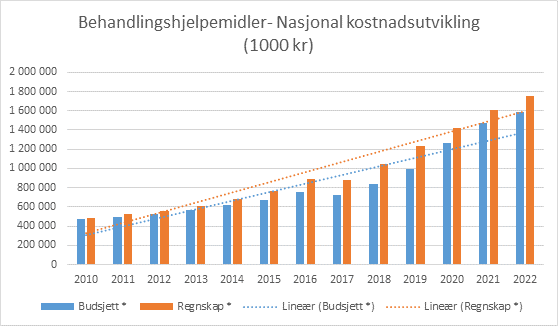 Behandlingshjelpemidler- Nasjonal kostnadsutvikling
(1000 kr)
2 000 000
1 800 000
1 600 000
1 400 000
1 200 000
1 000 000
800 000
600 000
400 000
200 000
0
2010 2011 2012 2013 2014 2015 2016 2017 2018 2019 2020 2021 2022
Budsjett * Regnskap * Lineær (Budsjett *) Lineær (Regnskap *)